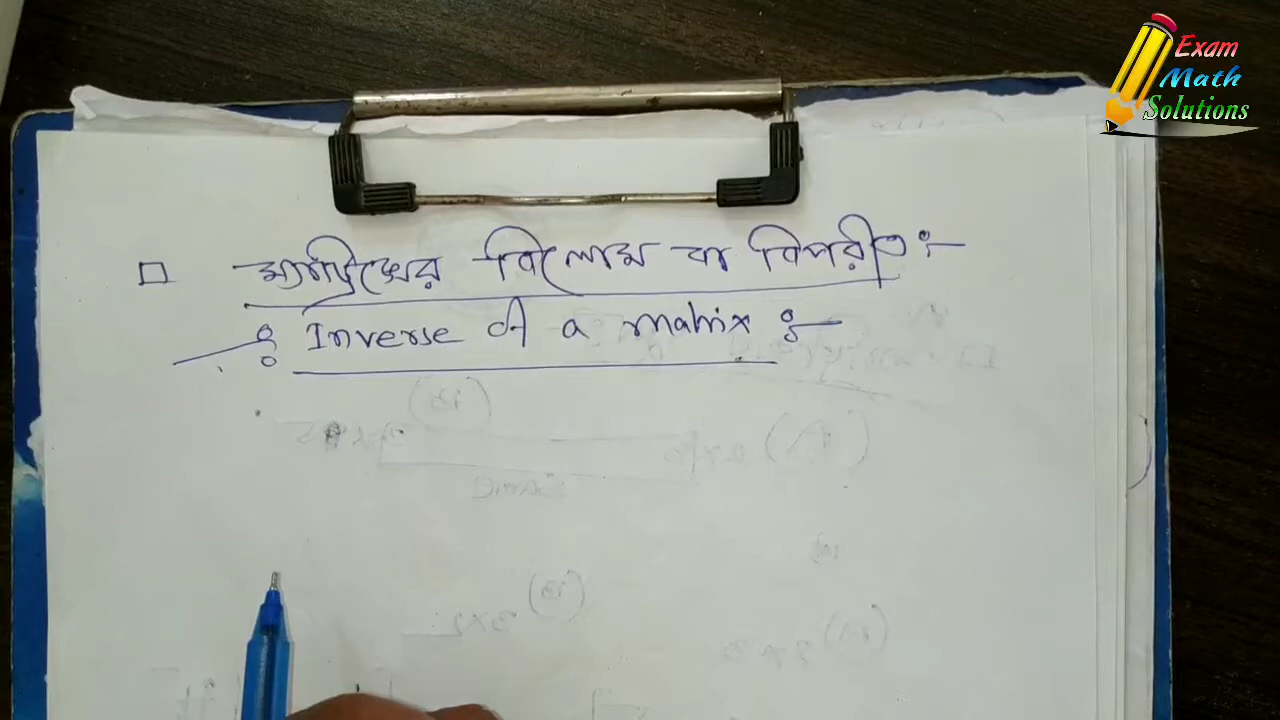 Exam
Math
Solutions
□ ম্যাট্রিক্সের বিলোম বা বিপরীত :-
: Inverse of a matrix :-